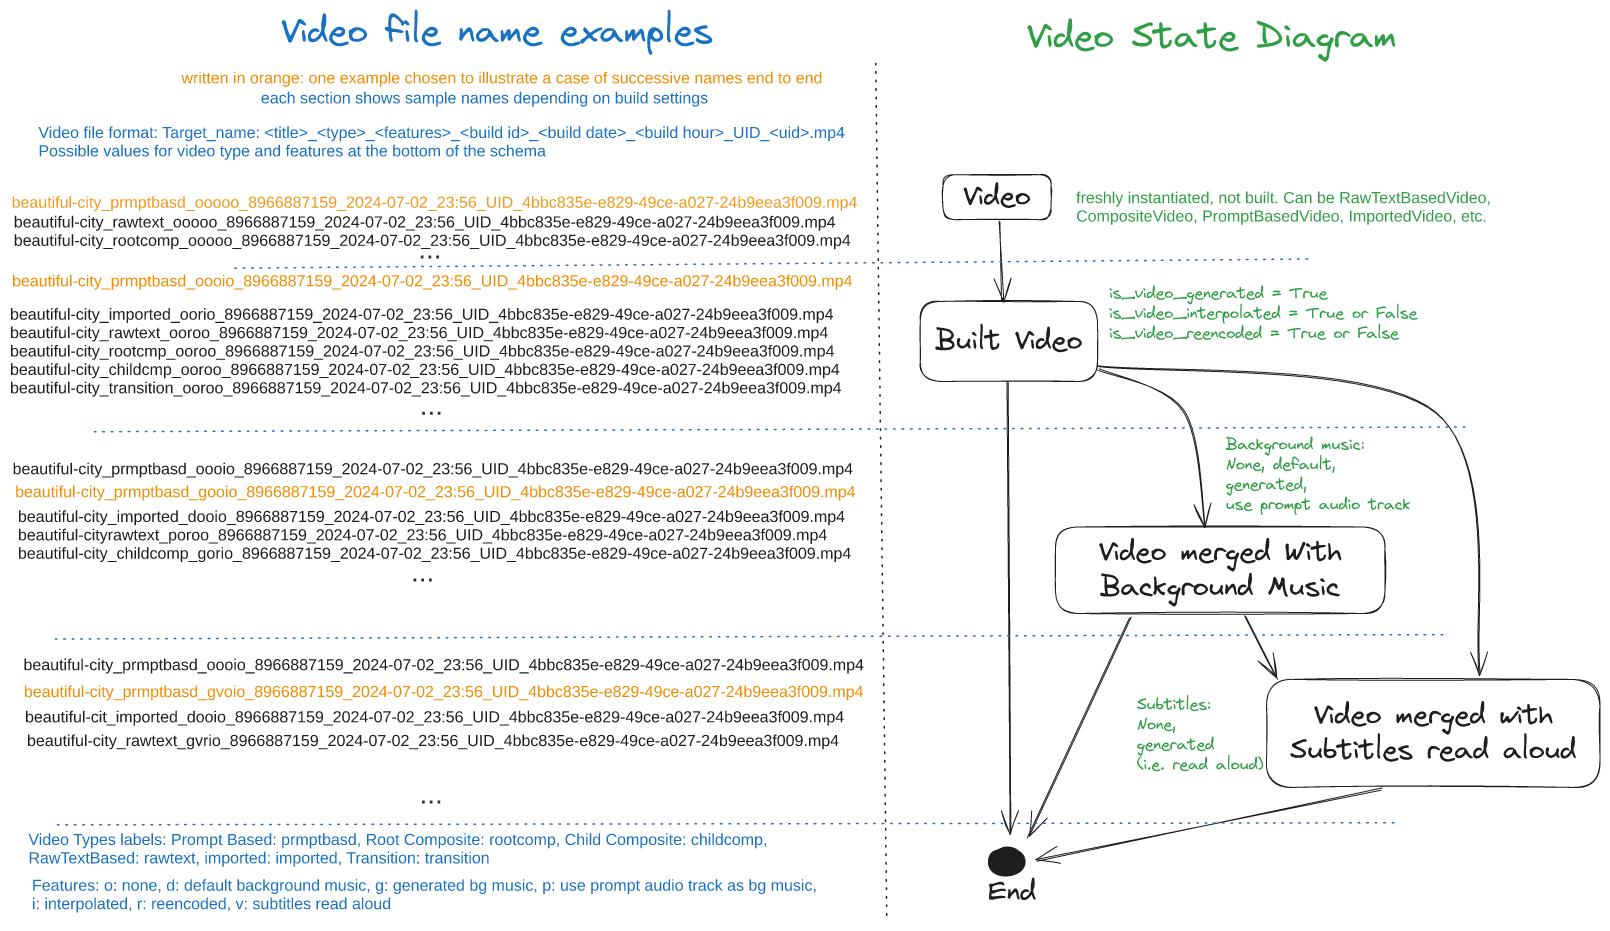 Video file name examples
written in orange: one example chosen to illustrate a case of successive names end to end
each section shows sample names depending on build settings
Video file format: Target_name: <title>_<type>_<features>_<build id>_<build date>_<build hour>_UID_<uid>.mp4
Possible values for video type and features at the bottom of the schema
beautiful-city_prmptbasd_ooooo_8966887159_2024-07-02_23:56_UID_4bbc835e-e829-49ce-a027-24b9eea3f009.mp4
beautiful-city_rawtext_ooooo_8966887159_2024-07-02_23:56_UID_4bbc835e-e829-49ce-a027-24b9eea3f009.mp4
beautiful-city_rootcomp_ooooo_8966887159_2024-07-02_23:56_UID_4bbc835e-e829-49ce-a027-24b9eea3f009.mp4
...
beautiful-city_prmptbasd_oooio_8966887159_2024-07-02_23:56_UID_4bbc835e-e829-49ce-a027-24b9eea3f009.mp4
beautiful-city_imported_oorio_8966887159_2024-07-02_23:56_UID_4bbc835e-e829-49ce-a027-24b9eea3f009.mp4
beautiful-city_rawtext_ooroo_8966887159_2024-07-02_23:56_UID_4bbc835e-e829-49ce-a027-24b9eea3f009.mp4
beautiful-city_rootcmp_ooroo_8966887159_2024-07-02_23:56_UID_4bbc835e-e829-49ce-a027-24b9eea3f009.mp4
beautiful-city_childcmp_ooroo_8966887159_2024-07-02_23:56_UID_4bbc835e-e829-49ce-a027-24b9eea3f009.mp4
beautiful-city_transition_ooroo_8966887159_2024-07-02_23:56_UID_4bbc835e-e829-49ce-a027-24b9eea3f009.mp4
...
beautiful-city_prmptbasd_oooio_8966887159_2024-07-02_23:56_UID_4bbc835e-e829-49ce-a027-24b9eea3f009.mp4
beautiful-city_prmptbasd_gooio_8966887159_2024-07-02_23:56_UID_4bbc835e-e829-49ce-a027-24b9eea3f009.mp4
beautiful-city_imported_dooio_8966887159_2024-07-02_23:56_UID_4bbc835e-e829-49ce-a027-24b9eea3f009.mp4
beautiful-cityrawtext_poroo_8966887159_2024-07-02_23:56_UID_4bbc835e-e829-49ce-a027-24b9eea3f009.mp4
beautiful-city_childcomp_gorio_8966887159_2024-07-02_23:56_UID_4bbc835e-e829-49ce-a027-24b9eea3f009.mp4
...
beautiful-city_prmptbasd_oooio_8966887159_2024-07-02_23:56_UID_4bbc835e-e829-49ce-a027-24b9eea3f009.mp4
beautiful-city_prmptbasd_gvoio_8966887159_2024-07-02_23:56_UID_4bbc835e-e829-49ce-a027-24b9eea3f009.mp4
beautiful-cit_imported_dooio_8966887159_2024-07-02_23:56_UID_4bbc835e-e829-49ce-a027-24b9eea3f009.mp4
beautiful-city_rawtext_gvrio_8966887159_2024-07-02_23:56_UID_4bbc835e-e829-49ce-a027-24b9eea3f009.mp4
...
Video Types labels: Prompt Based: prmptbasd, Root Composite: rootcomp, Child Composite: childcomp,
RawTextBased: rawtext, imported: imported, Transition: transition
Features: o: none, d: default background music, g: generated bg music, p: use prompt audio track as bg music,
i: interpolated, r: reencoded, v: subtitles read aloud
Video State Diagram
Video
freshly instantiated, not built. Can be RawTextBasedVideo,
CompositeVideo, PromptBasedVideo, ImportedVideo, etc.
Built Video
is_video_generated = True
is_video_interpolated = True or False
is_video_reencoded = True or False
Background music:
None, default,
generated,
use prompt audio track
Video merged With
Background Music
Subtitles:
None,
generated
(i.e. read aloud)
Video merged with
Subtitles read aloud
End